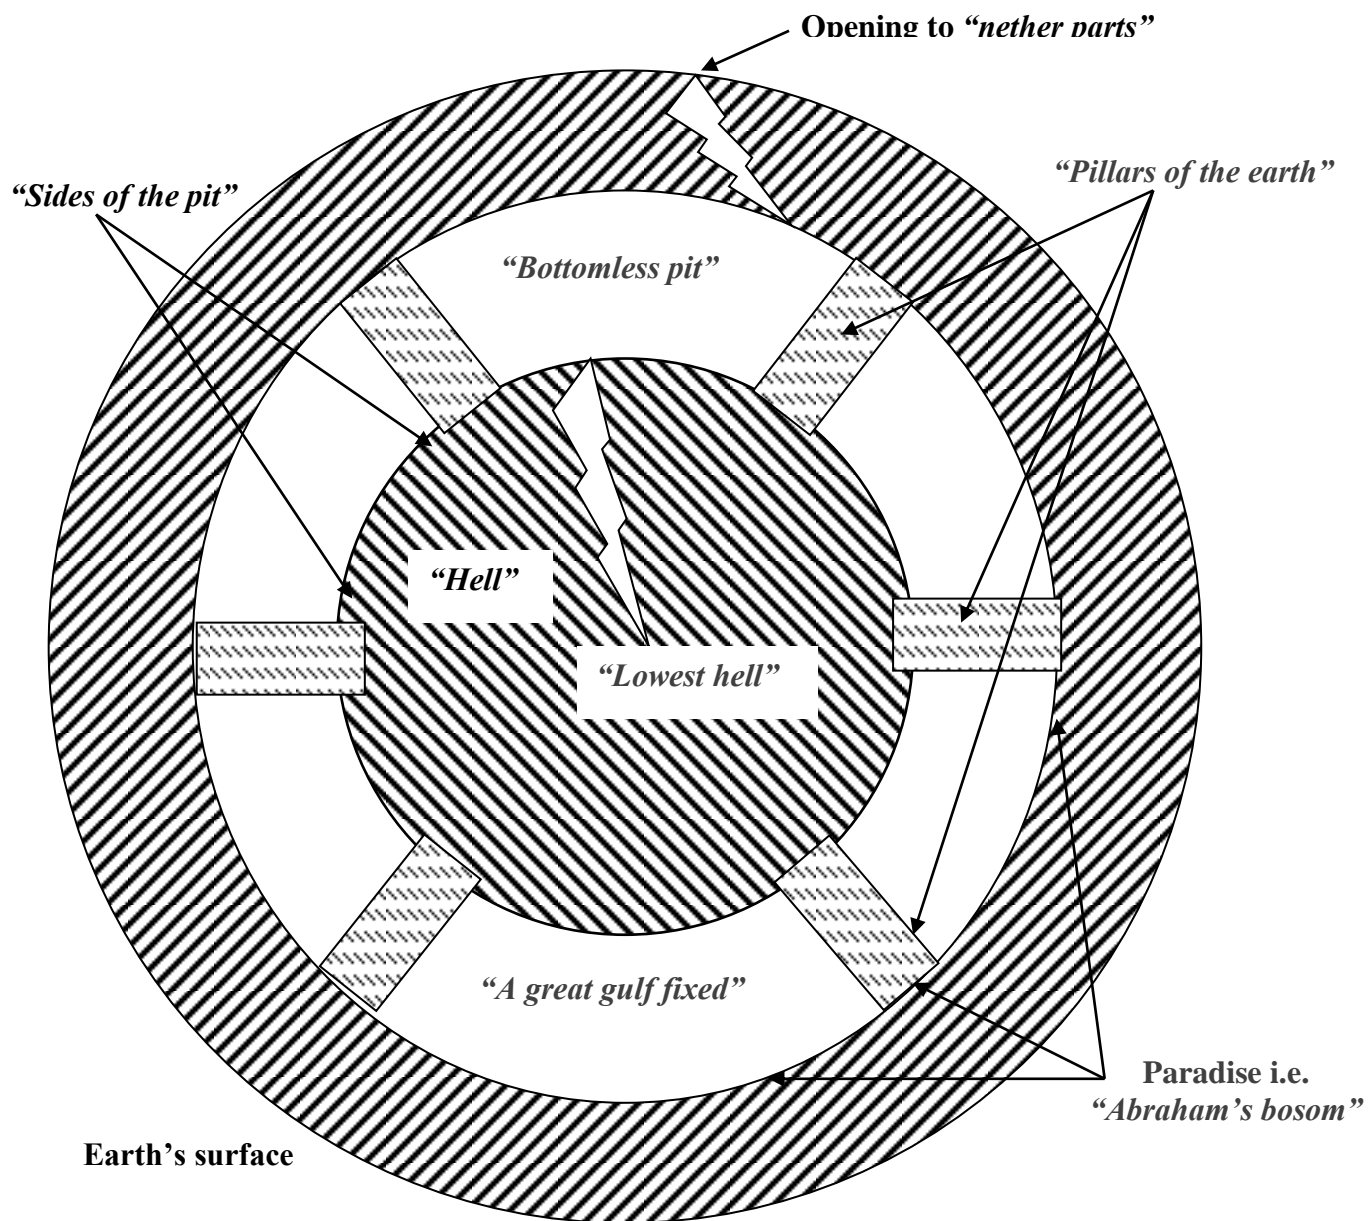 Opening to “nether parts”
“Pillars of the earth”
“Sides of the pit”
“Bottomless pit”
“Hell”
“Lowest hell”
“A great gulf fixed”
Paradise i.e.
“Abraham’s bosom”
Earth’s surface